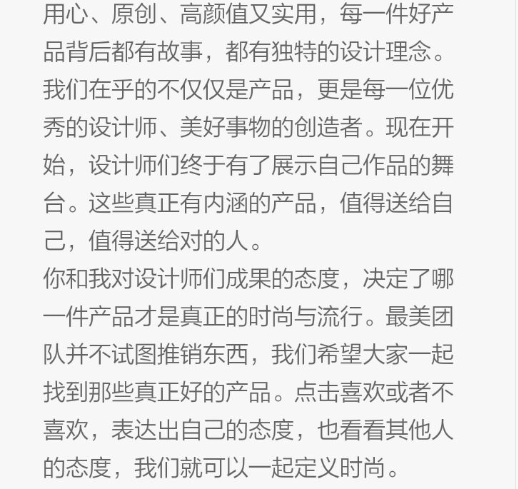 用心、原创、高颜值又实用，每一件好产
品背后都有故事，都有独特的设计理念。
我们在乎的不仅仅是产品，更是每一位优
秀的设计师、美好事物的创造者。现在开
始，设计师们终于有了展示自己作品的舞
台。这些真正有内涵的产品，值得送给自
己，值得送给对的人。
你和我对设计师们成果的态度，决定了哪
一件产品才是真正的时尚与流行。最美团
队并不试图推销东西，我们希望大家一起
找到那些真正好的产品。点击喜欢或者不
喜欢，表达出自己的态度，也看看其他人
的态度，我们就可以一起定义时尚。